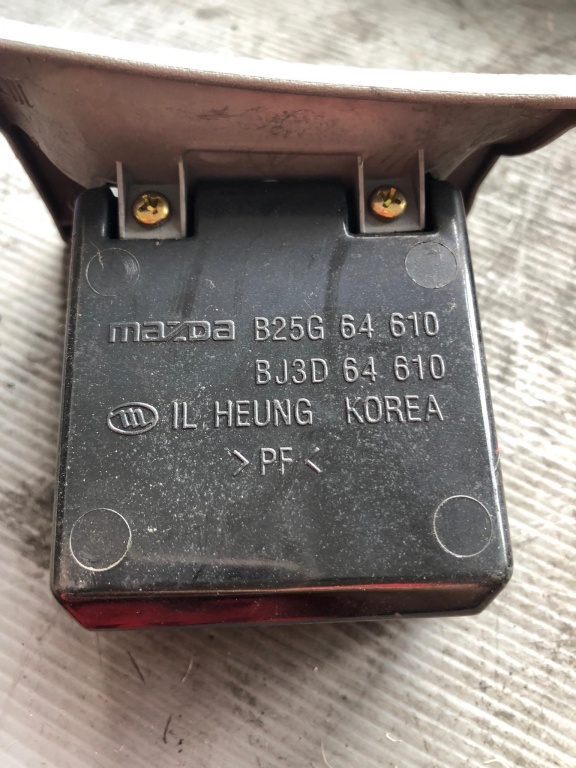 mazda B25G 64 610
BJ3D 64 610
IL HEUNG KOREA
>PF<